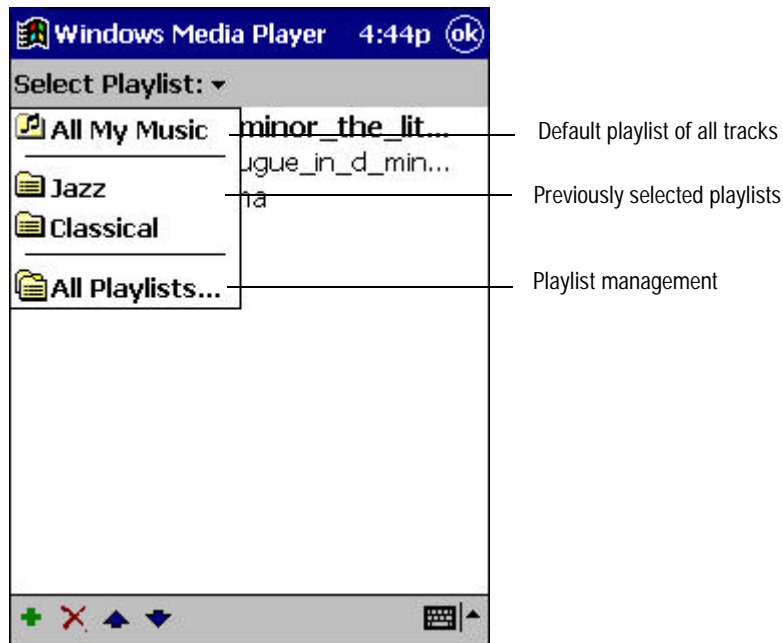 Windows Media Player 4:44p ok
Select Playlist:
All My Music minor_the_lit... Default playlist of all tracks
ugue_in_d_min...
Jazz Previously selected playlists
Classical
All Playlists... Playlist management